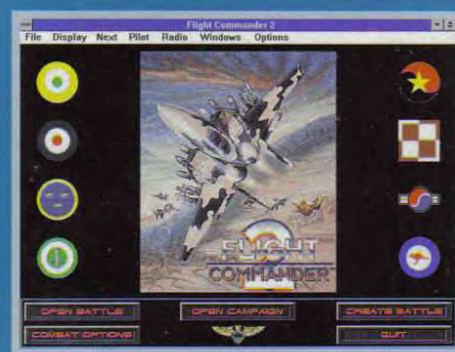 Flight Commander 2
File Display Next Pilot Radio Windows Options
FLIGHT
COMMANDER
2
OPEN BATTLE OPEN CAMPAIGN CREATE BATTLE
COMBAT OPTIONS QUIT